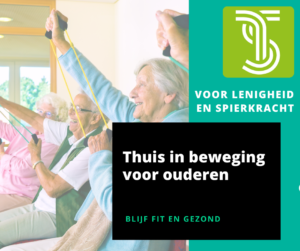 VOOR LENIGHEID
EN SPIERKRACHT
Thuis in beweging
voor ouderen
BLIJF FIT EN GEZOND